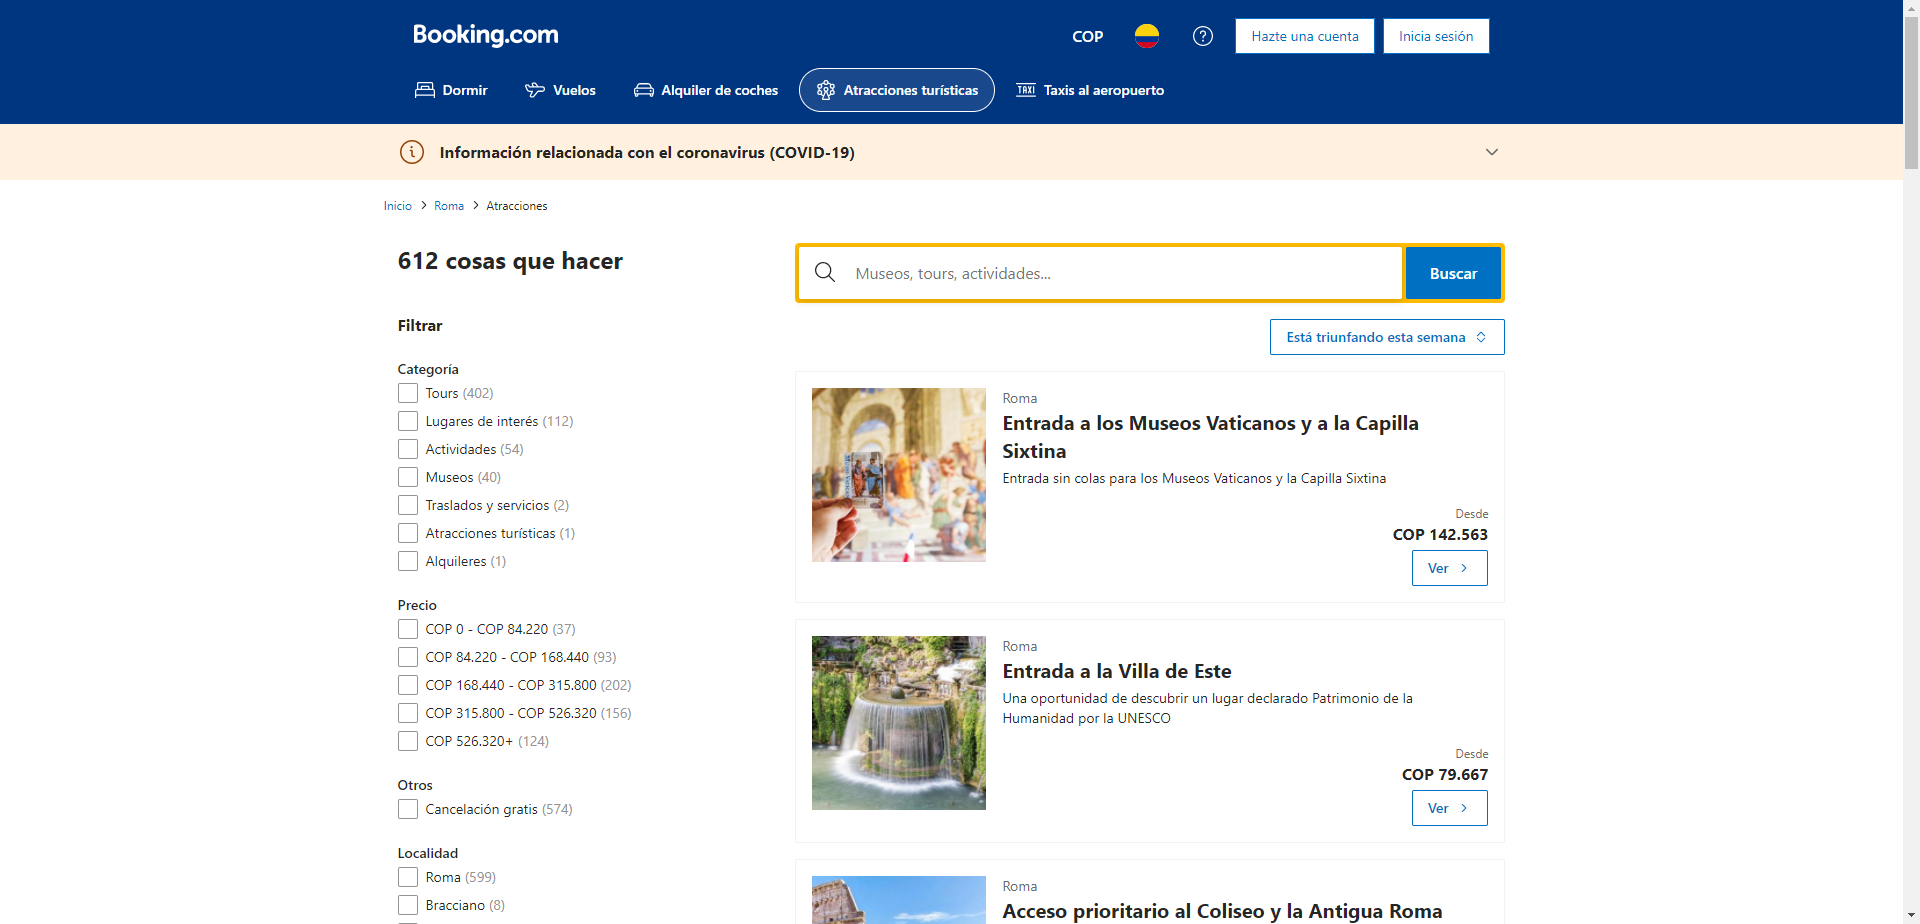 Booking.com
COP
Hazte una cuenta
Inicia sesión
Dormir
Vuelos
Alquiler de coches
Atracciones turísticas
TAXI
Taxis al aeropuerto
Información relacionada con el coronavirus (COVID-19)
Inicio > Roma > Atracciones
612 cosas que hacer
Museos, tours, actividades...
Buscar
Está triunfando esta semana
Filtrar
Categoría
Tours (402)
Lugares de interés (112)
Actividades (54)
Museos (40)
Traslados y servicios (2)
Atracciones turísticas (1)
Alquileres (1)
Precio
COP 0 - COP 84.220 (37)
COP 84.220 - COP 168.440 (93)
COP 168.440 - COP 315.800 (202)
COP 315.800 - COP 526.320 (156)
COP 526.320+ (124)
Otros
Cancelación gratis (574)
Localidad
Roma (599)
Bracciano (8)
Roma
Entrada a los Museos Vaticanos y a la Capilla
Sixtina
Entrada sin colas para los Museos Vaticanos y la Capilla Sixtina
Desde
COP 142.563
Ver
Roma
Entrada a la Villa de Este
Una oportunidad de descubrir un lugar declarado Patrimonio de la
Humanidad por la UNESCO
Desde
COP 79.667
Ver
Roma
Acceso prioritario al Coliseo y la Antigua Roma